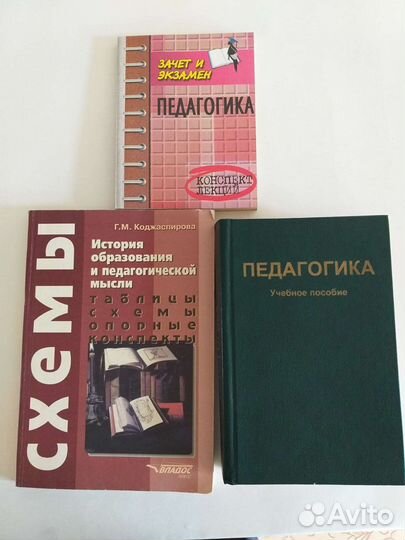 ЗАЧЕТ И
ЭКЗАМЕН
ПЕДАГОГИКА
КОНСПЕКТ
ЛЕКЦИЙ
СХЕМЫ
Г.М. Коджаспирова
История
образования
и педагогической
мысли
таблицы
схемы
опорные
конспекты
ВЛАДОС
ПЕДАГОГИКА
Учебное пособие
Avito